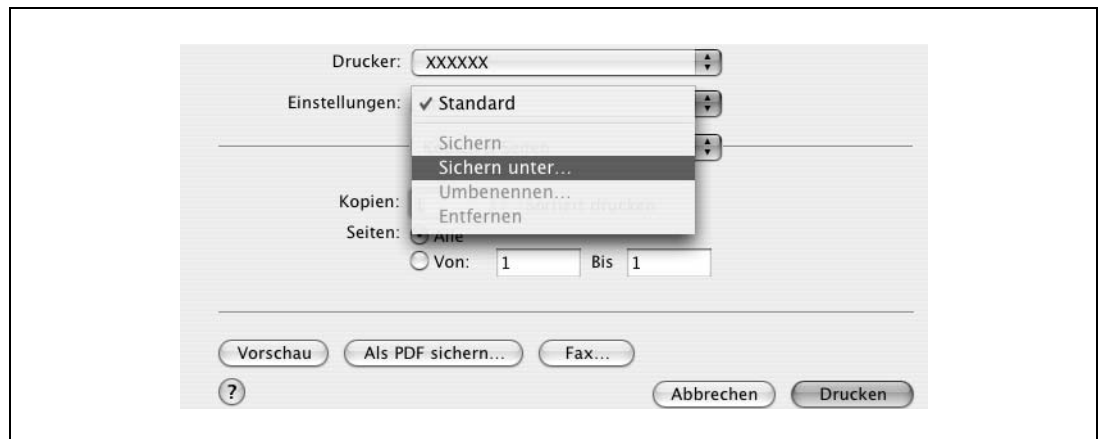 Drucker: XXXXXX
Einstellungen: ✓ Standard
Sichern
Sichern unter...
Umbenennen...
Entfernen
Kopien:
Seiten: Alle
Von: 1 Bis 1
Vorschau Als PDF sichern... Fax...
? Abbrechen Drucken